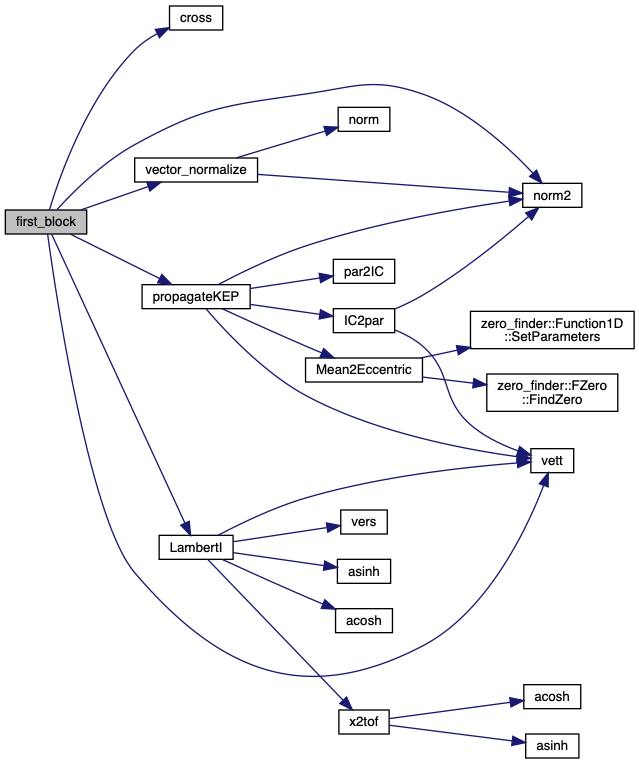 cross
norm
vector_normalize
norm2
first_block
par2IC
propagateKEP
IC2par
zero_finder::Function1D
::SetParameters
Mean2Eccentric
zero_finder::FZero
::FindZero
vett
vers
LambertI
asinh
acosh
x2tof
acosh
asinh